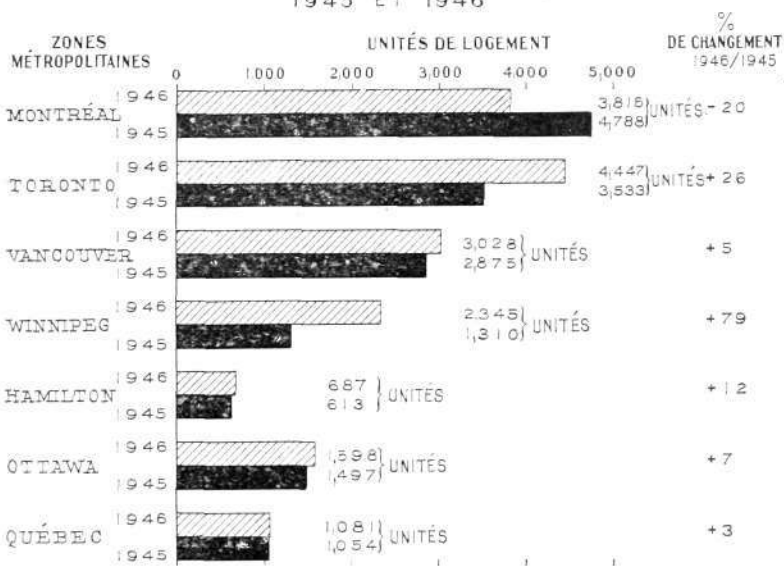 1945 ET 1946
ZONES MÉTROPOLITAINES
UNITÉS DE LOGEMENT
% DE CHANGEMENT 1946/1945
0 1,000 2,000 3,000 4,000 5,000
MONTRÉAL 1946 3,815 UNITÉS - 20
1945 4,788
TORONTO 1946 4,447 UNITÉS + 26
1945 3,533
VANCOUVER 1946 3,028 UNITÉS + 5
1945 2,875
WINNIPEG 1946 2,345 UNITÉS + 79
1945 1,310
HAMILTON 1946 687 UNITÉS + 12
1945 613
OTTAWA 1946 1,598 UNITÉS + 7
1945 1,497
QUÉBEC 1946 1,081 UNITÉS + 3
1945 1,054